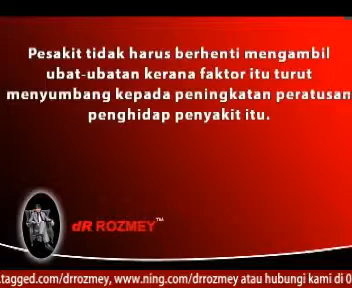 Pesakit tidak harus berhenti mengambil
ubat-ubatan kerana faktor itu turut
menyumbang kepada peningkatan peratusan
penghidap penyakit itu.
dR ROZMEY™
.tagged.com/drrozmey, www.ning.com/drrozmey atau hubungi kami di 0